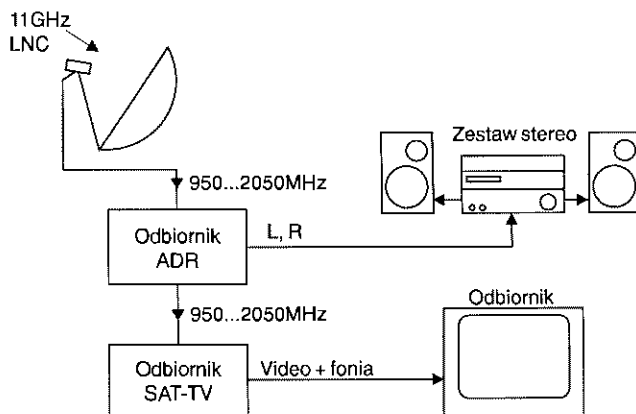 11GHz
LNC
Zestaw stereo
950...2050MHz
Odbiornik
ADR
L, R
950...2050MHz
Odbiornik
Odbiornik
SAT-TV
Video + fonia